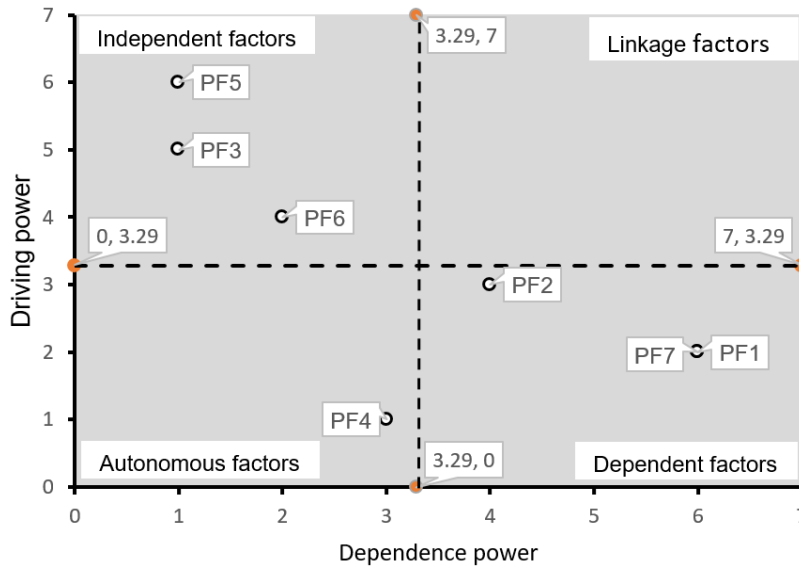 7
Independent factors
3.29, 7
Linkage factors
6
PF5
5
PF3
4
PF6
0, 3.29
7, 3.29
3
PF2
2
PF7
PF1
1
PF4
Autonomous factors
3.29, 0
Dependent factors
0
0
1
2
3
4
5
6
Dependence power
Driving power